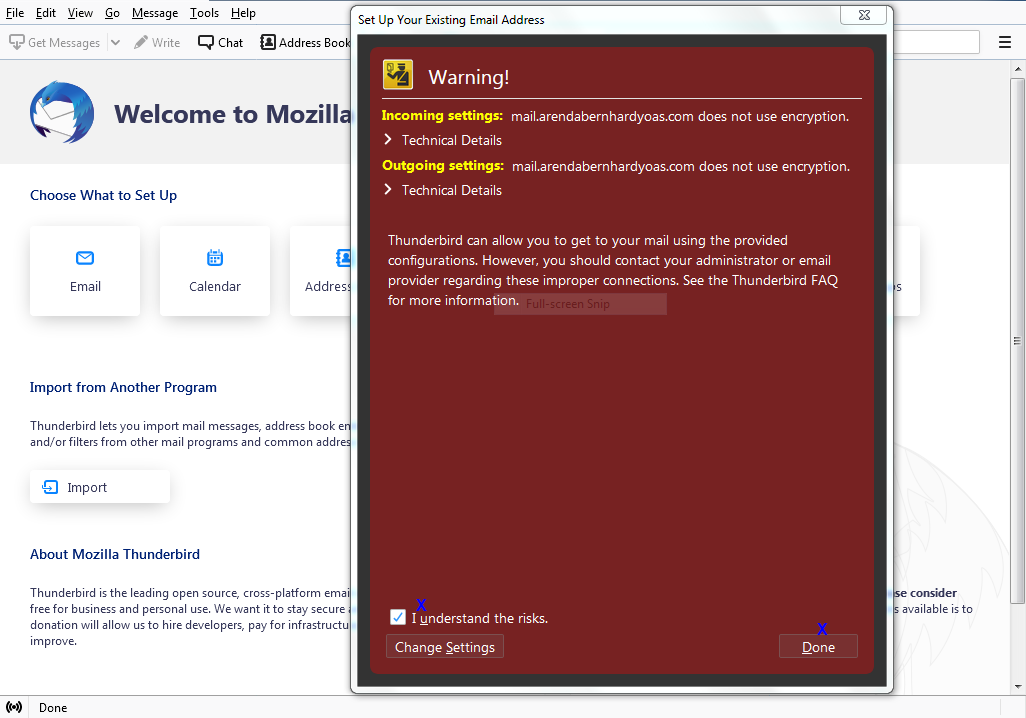 File Edit View Go Message Tools Help
Get Messages Write Chat Address Book
Welcome to Mozilla
Choose What to Set Up
Email Calendar Address
Import from Another Program
Thunderbird lets you import mail messages, address book
and/or filters from other mail programs and common
Import
About Mozilla Thunderbird
Thunderbird is the leading open source, cross-platform
free for business and personal use. We want it to stay secure
donation will allow us to hire developers, pay for
improve.
consider
available is to
Done
Set Up Your Existing Email Address
Warning!
Incoming settings: mail.arendabernhardyoas.com does not use encryption.
Technical Details
Outgoing settings: mail.arendabernhardyoas.com does not use encryption.
Technical Details
Thunderbird can allow you to get to your mail using the provided
configurations. However, you should contact your administrator or email
provider regarding these improper connections. See the Thunderbird FAQ
for more information.
Full-screen Snip
X
I understand the risks.
X
Change Settings Done